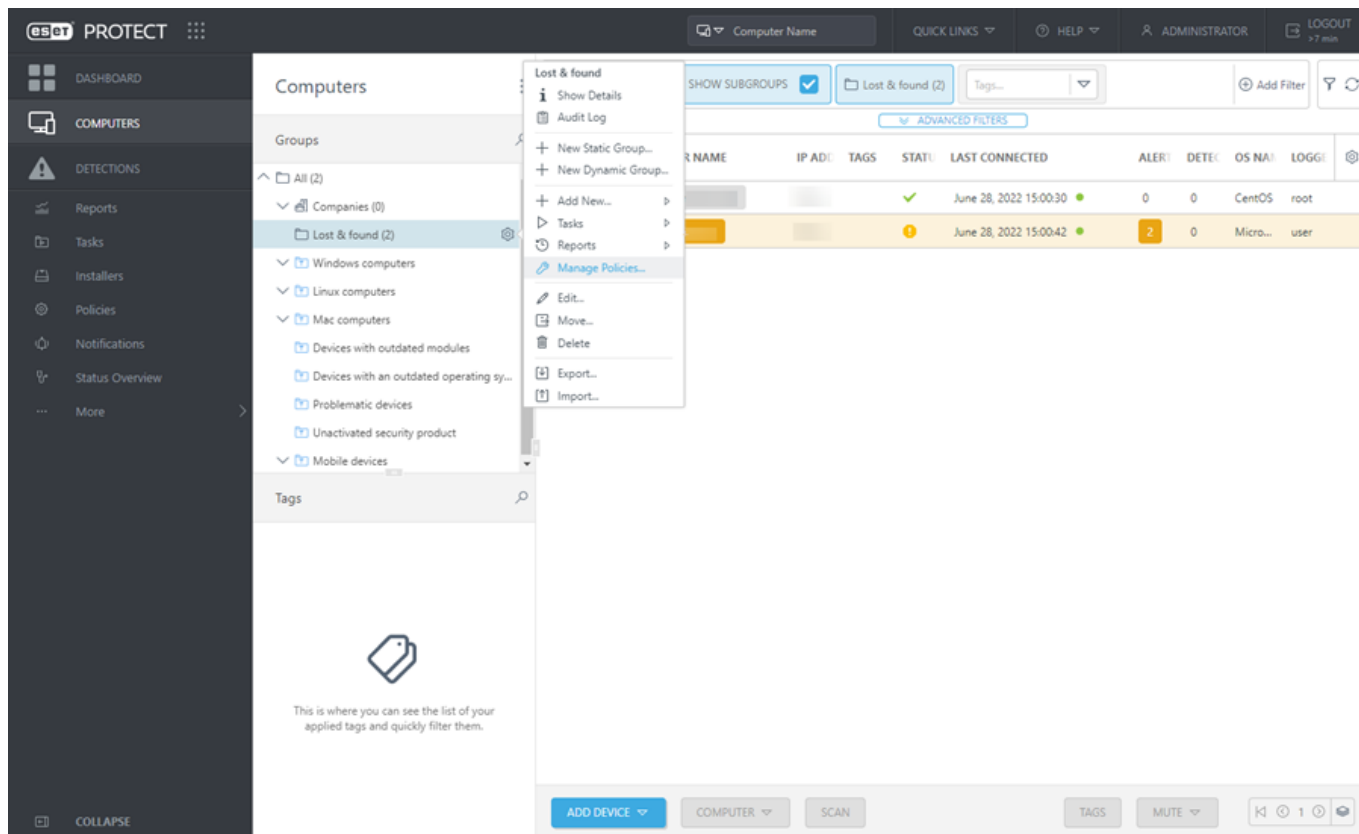 eset PROTECT
Computer Name
QUICK LINKS
HELP
ADMINISTRATOR
LOGOUT
>7 min
DASHBOARD
COMPUTERS
DETECTIONS
Reports
Tasks
Installers
Policies
Notifications
Status Overview
More
COLLAPSE
Computers
Groups
All (2)
Companies (0)
Lost & found (2)
Windows computers
Linux computers
Mac computers
Devices with outdated modules
Devices with an outdated operating sy...
Problematic devices
Unactivated security product
Mobile devices
Tags
This is where you can see the list of your
applied tags and quickly filter them.
Lost & found
Show Details
Audit Log
New Static Group...
New Dynamic Group...
Add New...
Tasks
Reports
Manage Policies...
Edit...
Move...
Delete
Export...
Import...
SHOW SUBGROUPS
Lost & found (2)
Tags...
Add Filter
ADVANCED FILTERS
R NAME IP AD TAGS STATU LAST CONNECTED ALER DETEC OS NA LOGGE
June 28, 2022 15:00:30 0 0 CentOS root
June 28, 2022 15:00:42 2 0 Micro... user
ADD DEVICE COMPUTER SCAN TAGS MUTE 1